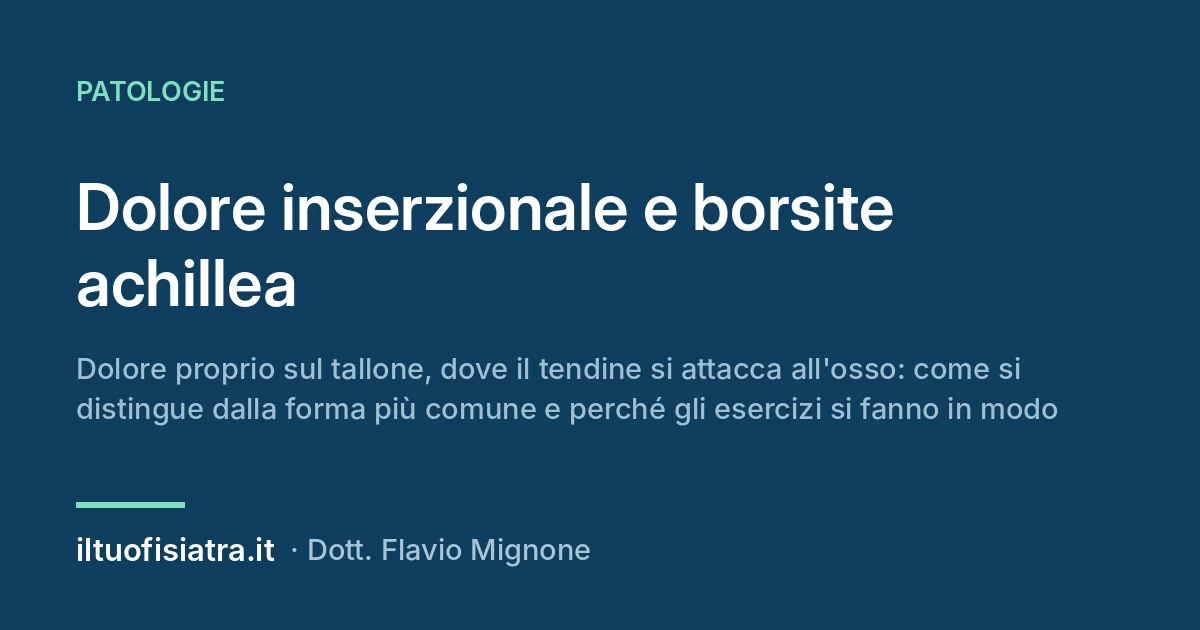 PATOLOGIE
Dolore inserzionale e borsite
achillea
Dolore proprio sul tallone, dove il tendine si attacca all'osso: come si
distingue dalla forma più comune e perché gli esercizi si fanno in modo
iltuofisiatra.it · Dott. Flavio Mignone